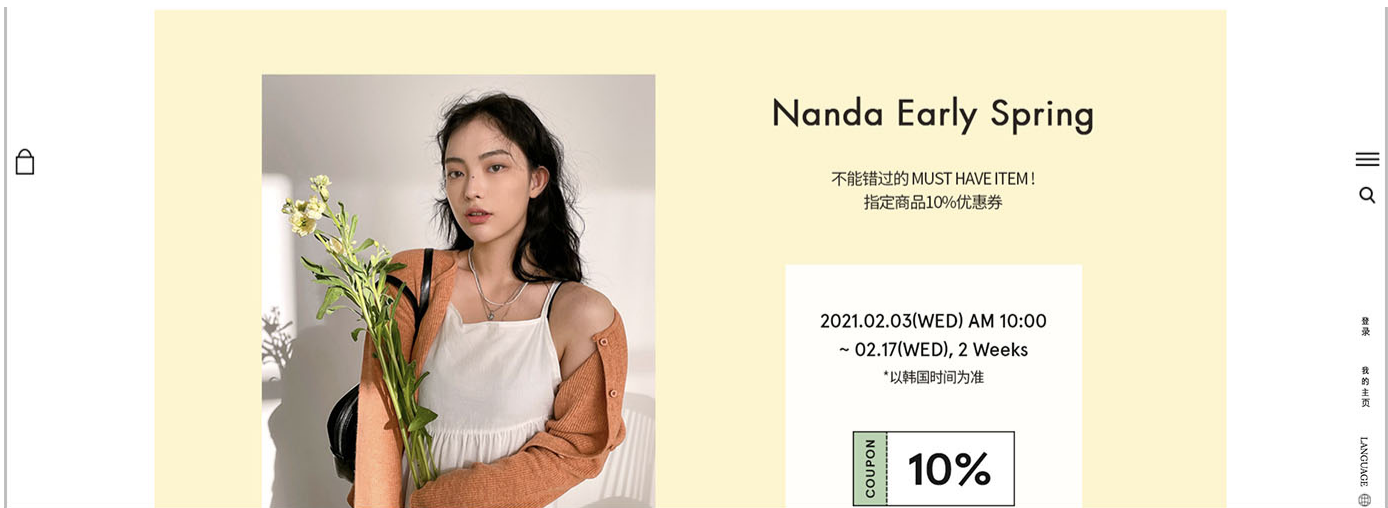 Nanda Early Spring
不能错过的 MUST HAVE ITEM !
指定商品10%优惠券
2021.02.03(WED) AM 10:00
~ 02.17(WED), 2 Weeks
*以韩国时间为准
COUPON
10%
登录
我的主页
LANGUAGE